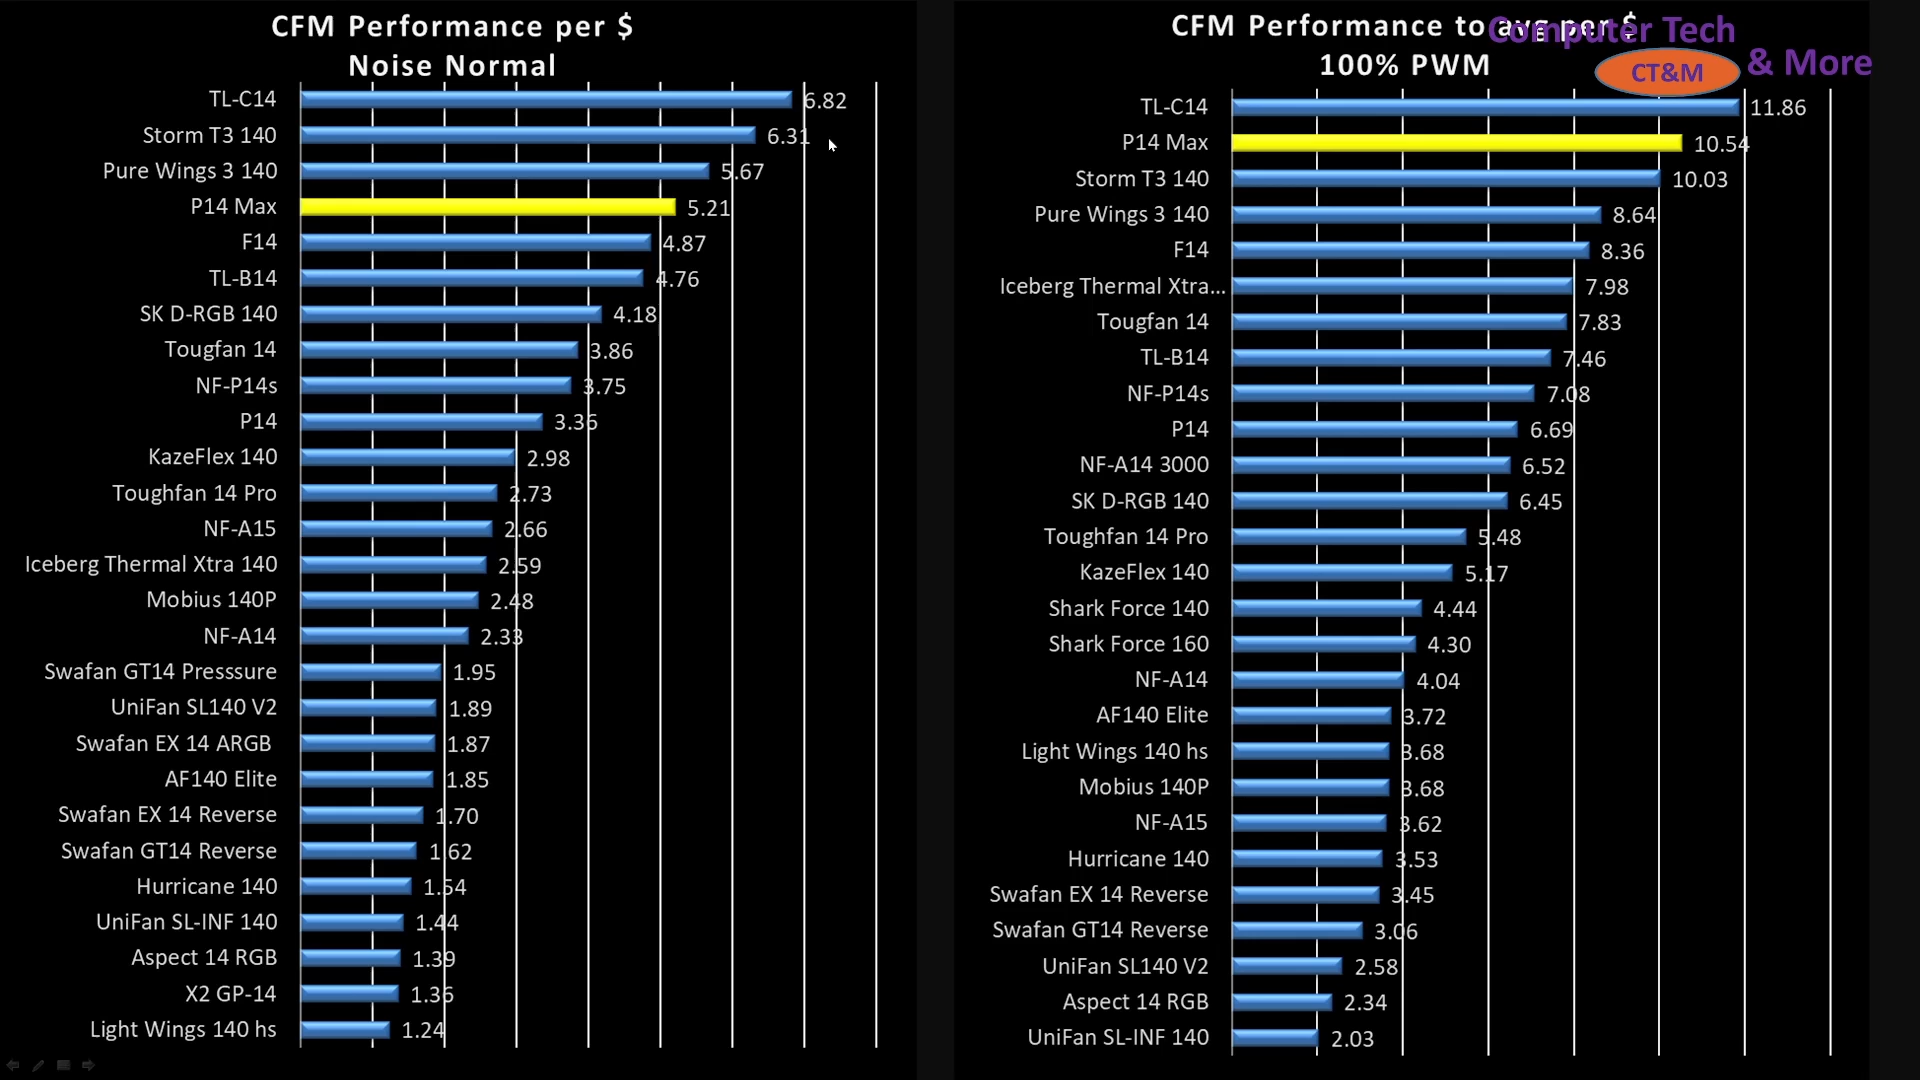 CFM Performance per $
Noise Normal
TL-C14 6.82
Storm T3 140 6.31
Pure Wings 3 140 5.67
P14 Max 5.21
F14 4.87
TL-B14 4.76
SK D-RGB 140 4.18
Tougfan 14 3.86
NF-P14s 3.75
P14 3.36
KazeFlex 140 2.98
Toughfan 14 Pro 2.73
NF-A15 2.66
Iceberg Thermal Xtra 140 2.59
Mobius 140P 2.48
NF-A14 2.33
Swafan GT14 Presssure 1.95
UniFan SL140 V2 1.89
Swafan EX 14 ARGB 1.87
AF140 Elite 1.85
Swafan EX 14 Reverse 1.70
Swafan GT14 Reverse 1.62
Hurricane 140 1.54
UniFan SL-INF 140 1.44
Aspect 14 RGB 1.39
X2 GP-14 1.36
Light Wings 140 hs 1.24
CFM Performance to avg per $
100% PWM
Computer Tech
CT&M & More
TL-C14 11.86
P14 Max 10.54
Storm T3 140 10.03
Pure Wings 3 140 8.64
F14 8.36
Iceberg Thermal Xtra... 7.98
Tougfan 14 7.83
TL-B14 7.46
NF-P14s 7.08
P14 6.69
NF-A14 3000 6.52
SK D-RGB 140 6.45
Toughfan 14 Pro 5.48
KazeFlex 140 5.17
Shark Force 140 4.44
Shark Force 160 4.30
NF-A14 4.04
AF140 Elite 3.72
Light Wings 140 hs 3.68
Mobius 140P 3.68
NF-A15 3.62
Hurricane 140 3.53
Swafan EX 14 Reverse 3.45
Swafan GT14 Reverse 3.06
UniFan SL140 V2 2.58
Aspect 14 RGB 2.34
UniFan SL-INF 140 2.03